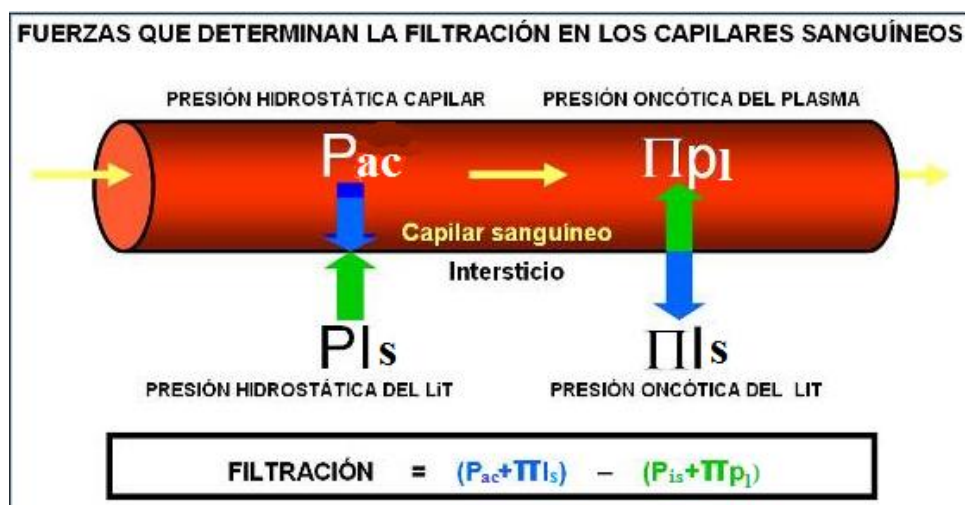 FUERZAS QUE DETERMINAN LA FILTRACIÓN EN LOS CAPILARES SANGUÍNEOS
PRESIÓN HIDROSTÁTICA CAPILAR PRESIÓN ONCÓTICA DEL PLASMA
Pac Πpl
Capilar sanguíneo
Intersticio
PIs ΠIs
PRESIÓN HIDROSTÁTICA DEL LiT PRESIÓN ONCÓTICA DEL LIT
FILTRACIÓN = (Pac+ΠIs) – (Pis+Πpl)